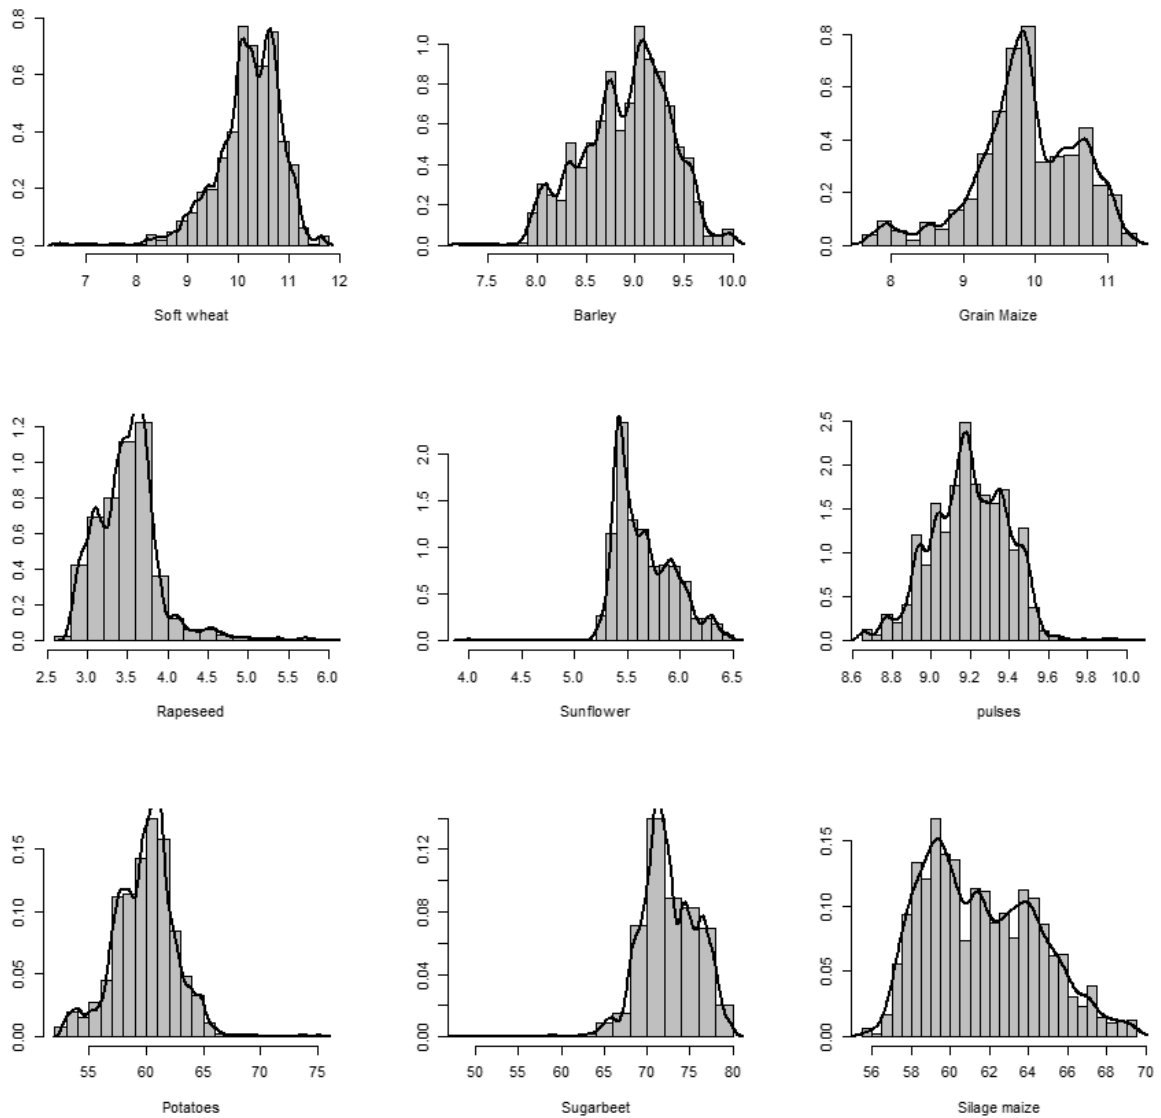 0.0 0.2 0.4 0.6 0.8
7 8 9 10 11 12
Soft wheat
0.0 0.2 0.4 0.6 0.8 1.0
7.5 8.0 8.5 9.0 9.5 10.0
Barley
0.0 0.2 0.4 0.6 0.8
8 9 10 11
Grain Maize
0.0 0.2 0.4 0.6 0.8 1.0 1.2
2.5 3.0 3.5 4.0 4.5 5.0 5.5 6.0
Rapeseed
0.0 0.5 1.0 1.5 2.0
4.0 4.5 5.0 5.5 6.0 6.5
Sunflower
0.0 0.5 1.0 1.5 2.0 2.5
8.6 8.8 9.0 9.2 9.4 9.6 9.8 10.0
pulses
0.00 0.05 0.10 0.15
55 60 65 70 75
Potatoes
0.00 0.04 0.08 0.12
50 55 60 65 70 75 80
Sugarbeet
0.00 0.05 0.10 0.15
56 58 60 62 64 66 68 70
Silage maize